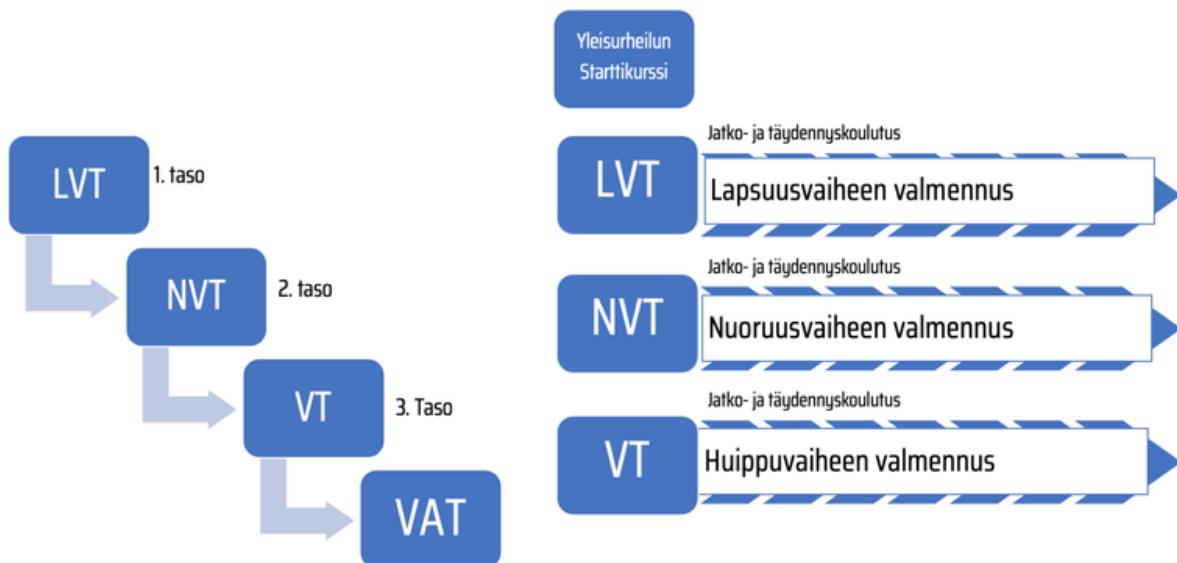 LVT
1. taso
NVT
2. taso
VT
3. Taso
VAT
Yleisurheilun
Starttikurssi
Jatko- ja täydennyskoulutus
LVT
Lapsuusvaiheen valmennus
Jatko- ja täydennyskoulutus
NVT
Nuoruusvaiheen valmennus
Jatko- ja täydennyskoulutus
VT
Huippuvaiheen valmennus